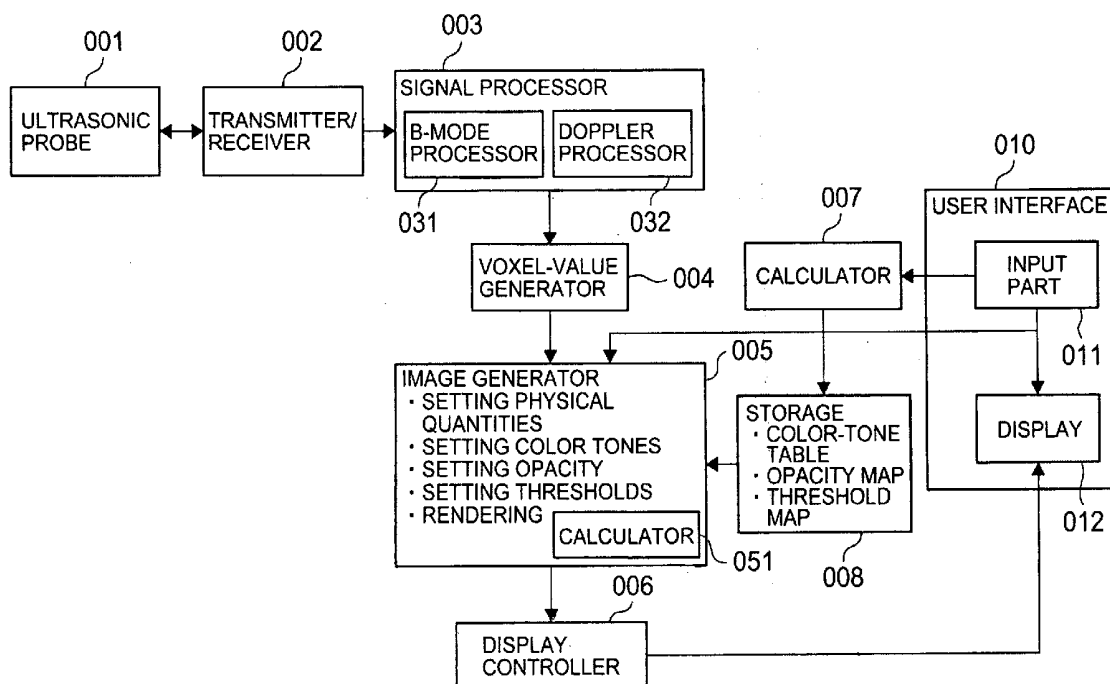 001
002
003
ULTRASONIC
PROBE
TRANSMITTER/
RECEIVER
SIGNAL PROCESSOR
B-MODE
PROCESSOR
DOPPLER
PROCESSOR
031
032
010
USER INTERFACE
007
VOXEL-VALUE
GENERATOR
004
CALCULATOR
INPUT
PART
011
005
IMAGE GENERATOR
・SETTING PHYSICAL
QUANTITIES
・SETTING COLOR TONES
・SETTING OPACITY
・SETTING THRESHOLDS
・RENDERING
CALCULATOR
051
STORAGE
・COLOR-TONE
TABLE
・OPACITY MAP
・THRESHOLD
MAP
008
DISPLAY
012
006
DISPLAY
CONTROLLER